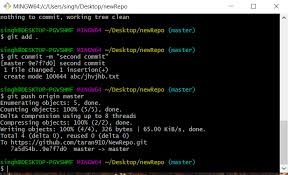 MINGW64:/c/Users/singh/Desktop/newRepo
nothing to commit, working tree clean
singh@DESKTOP-PGVSHMF MINGW64 ~/Desktop/newRepo (master)
$ git add .
singh@DESKTOP-PGVSHMF MINGW64 ~/Desktop/newRepo (master)
$ git commit -m "second commit"
[master 9e7f7d0] second commit
1 file changed, 1 insertion(+)
create mode 100644 abc/jhvjhb.txt
singh@DESKTOP-PGVSHMF MINGW64 ~/Desktop/newRepo (master)
$ git push origin master
Enumerating objects: 5, done.
Counting objects: 100% (5/5), done.
Delta compression using up to 8 threads
Compressing objects: 100% (2/2), done.
Writing objects: 100% (4/4), 326 bytes | 65.00 KiB/s, done.
Total 4 (delta 0), reused 0 (delta 0)
To https://github.com/taran910/NewRepo.git
master -> master
singh@DESKTOP-PGVSHMF MINGW64 ~/Desktop/newRepo (master)
$